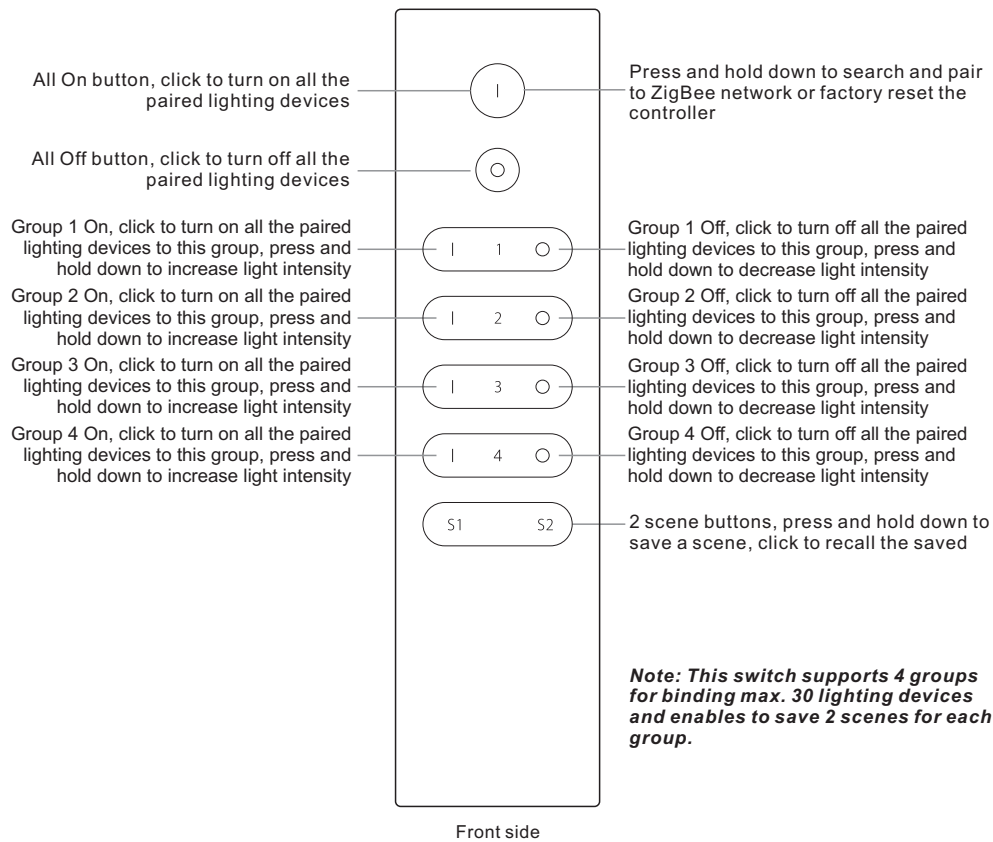 All On button, click to turn on all the
paired lighting devices
I
Press and hold down to search and pair
to ZigBee network or factory reset the
controller
All Off button, click to turn off all the
paired lighting devices
Group 1 On, click to turn on all the paired
lighting devices to this group, press and
hold down to increase light intensity
I 1 O
Group 1 Off, click to turn off all the paired
lighting devices to this group, press and
hold down to decrease light intensity
Group 2 On, click to turn on all the paired
lighting devices to this group, press and
hold down to increase light intensity
I 2 O
Group 2 Off, click to turn off all the paired
lighting devices to this group, press and
hold down to decrease light intensity
Group 3 On, click to turn on all the paired
lighting devices to this group, press and
hold down to increase light intensity
I 3 O
Group 3 Off, click to turn off all the paired
lighting devices to this group, press and
hold down to decrease light intensity
Group 4 On, click to turn on all the paired
lighting devices to this group, press and
hold down to increase light intensity
I 4 O
Group 4 Off, click to turn off all the paired
lighting devices to this group, press and
hold down to decrease light intensity
S1 S2
2 scene buttons, press and hold down to
save a scene, click to recall the saved
Note: This switch supports 4 groups
for binding max. 30 lighting devices
and enables to save 2 scenes for each
group.
Front side